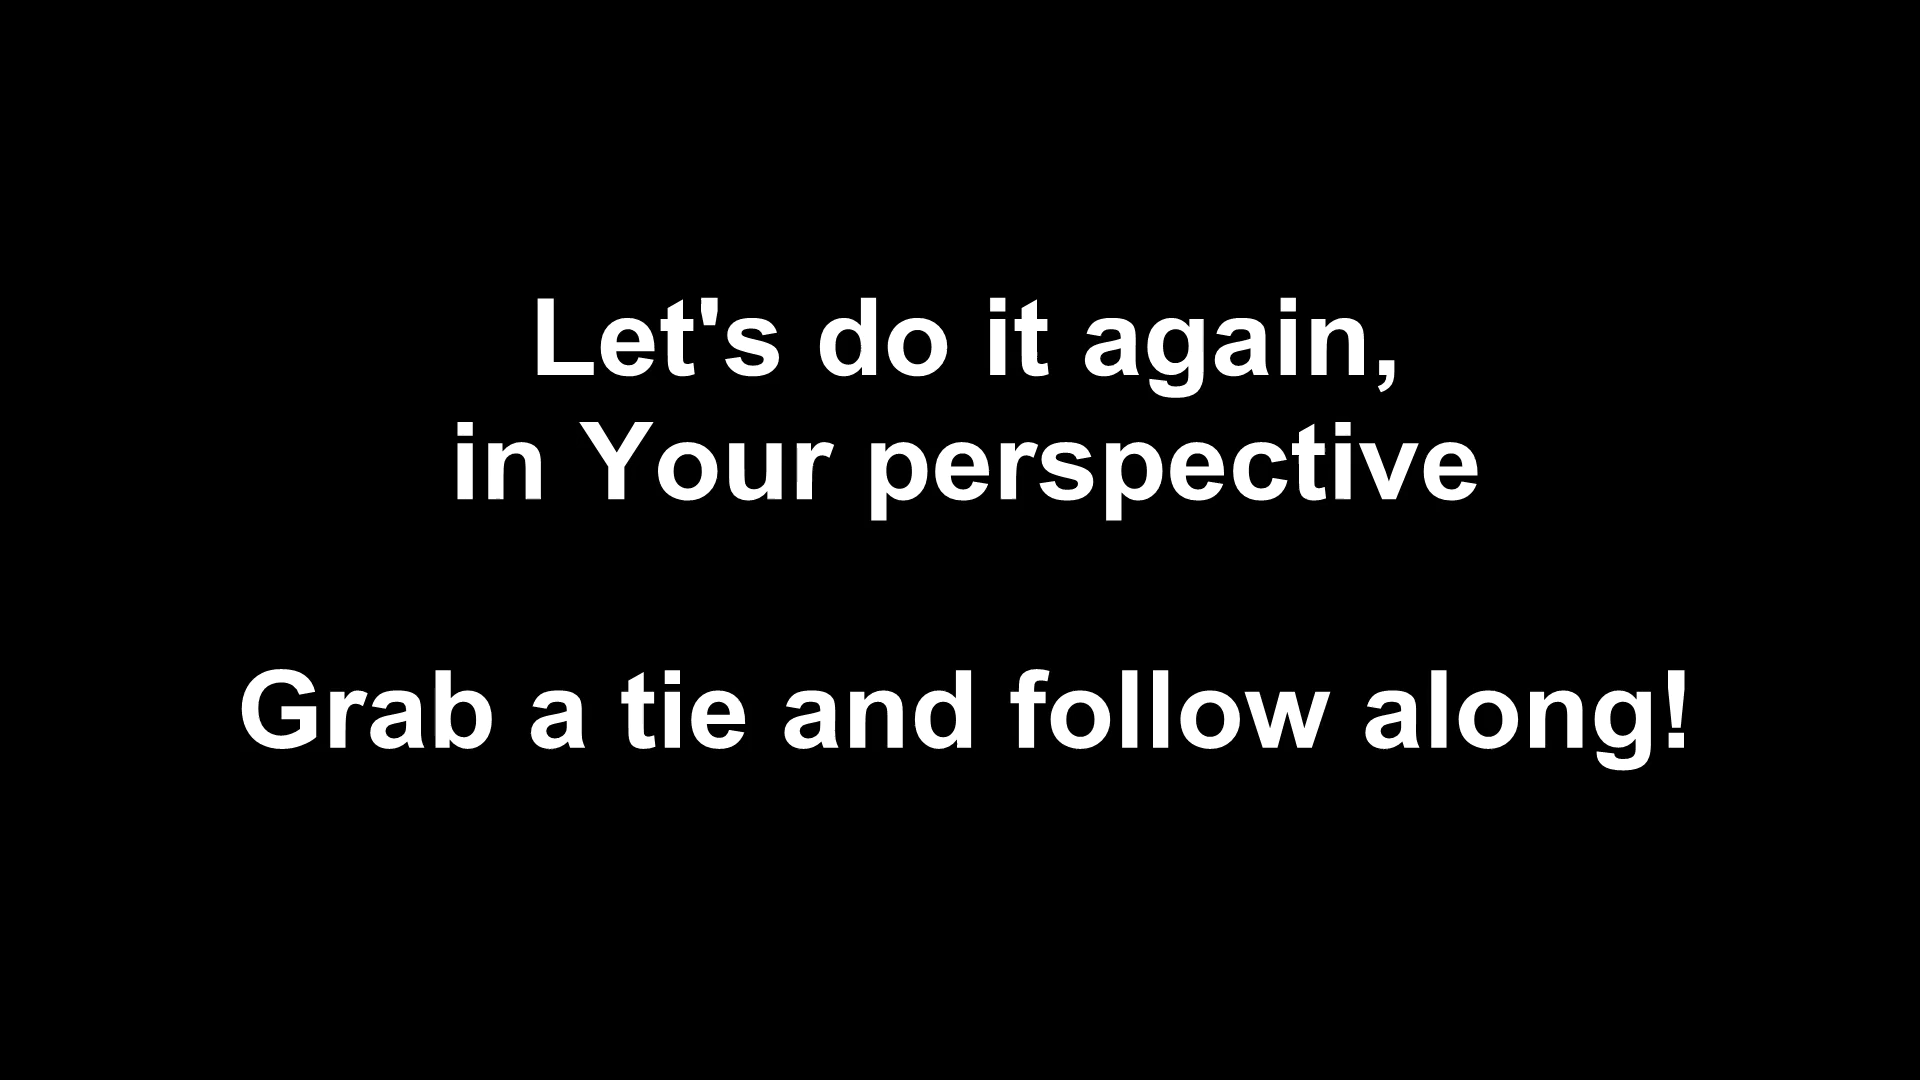 Let's do it again,
in Your perspective
Grab a tie and follow along!